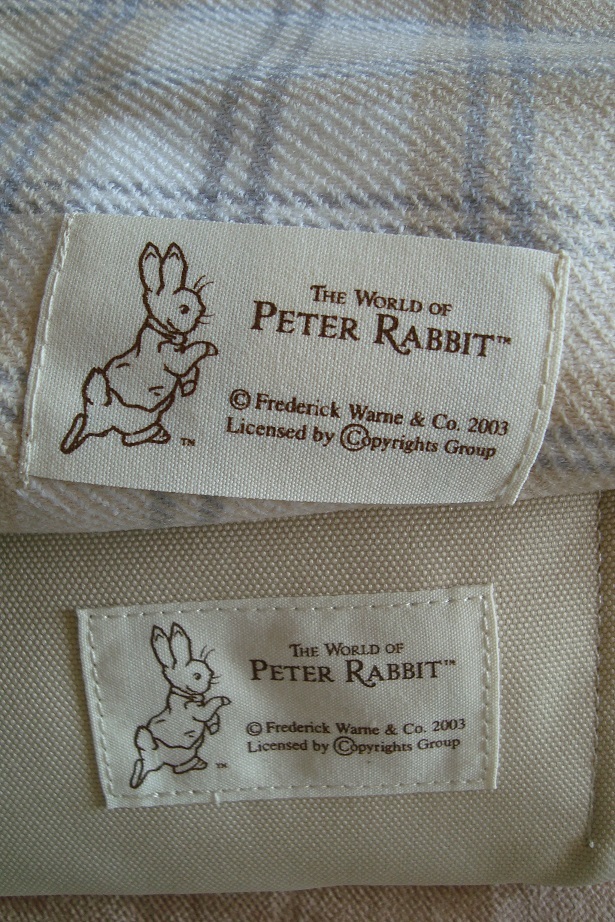 THE WORLD OF
PETER RABBIT™
© Frederick Warne & Co. 2003
Licensed by ©opyrights Group
™
THE WORLD OF
PETER RABBIT™
© Frederick Warne & Co. 2003
Licensed by ©opyrights Group
™